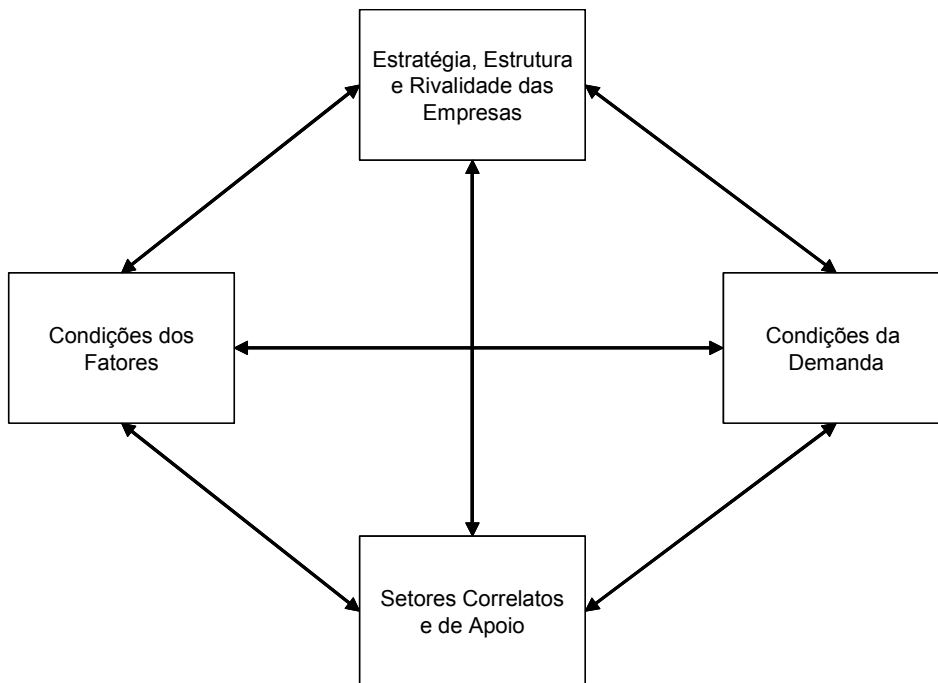 Estratégia, Estrutura
e Rivalidade das
Empresas
Condições dos
Fatores
Condições da
Demanda
Setores Correlatos
e de Apoio